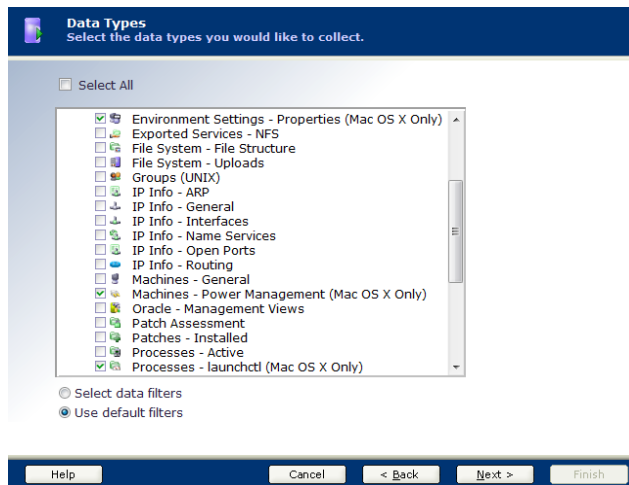 Data Types
Select the data types you would like to collect.
Select All
Environment Settings - Properties (Mac OS X Only)
Exported Services - NFS
File System - File Structure
File System - Uploads
Groups (UNIX)
IP Info - ARP
IP Info - General
IP Info - Interfaces
IP Info - Name Services
IP Info - Open Ports
IP Info - Routing
Machines - General
Machines - Power Management (Mac OS X Only)
Oracle - Management Views
Patch Assessment
Patches - Installed
Processes - Active
Processes - launchctl (Mac OS X Only)
Select data filters
Use default filters
Help Cancel < Back Next > Finish